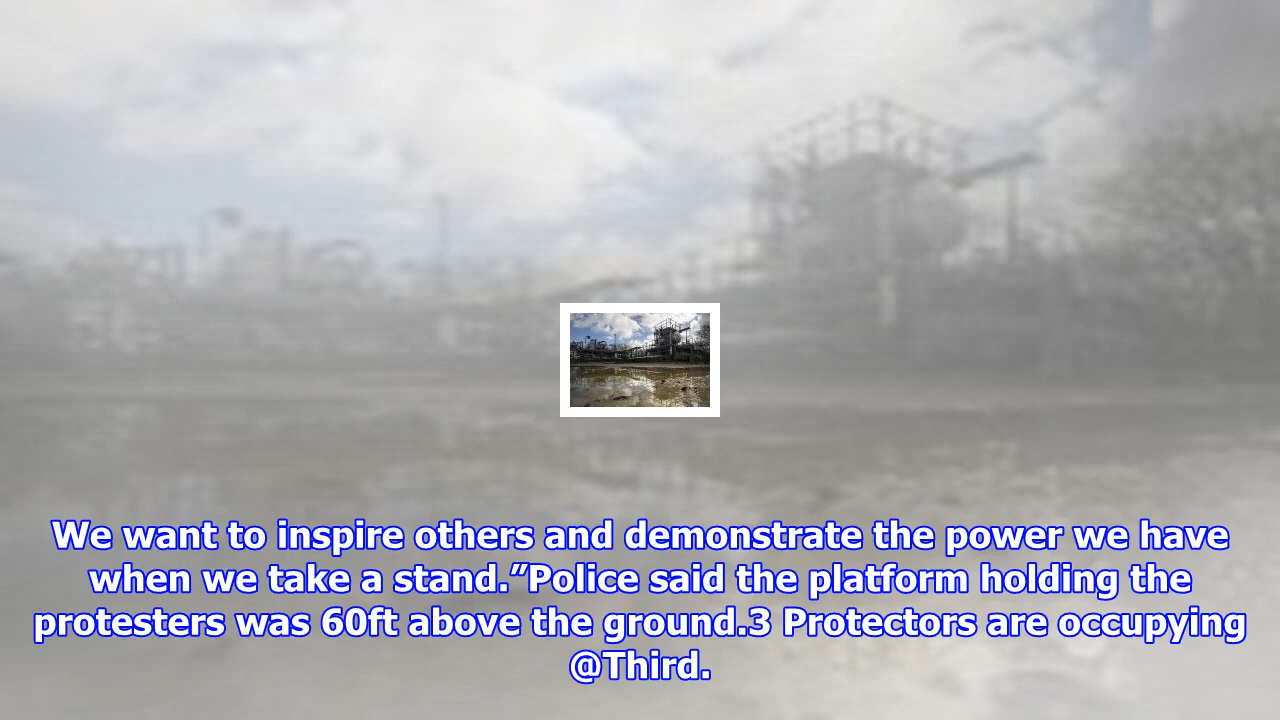 We want to inspire others and demonstrate the power we have
when we take a stand.”Police said the platform holding the
protesters was 60ft above the ground.3 Protectors are occupying
@Third.